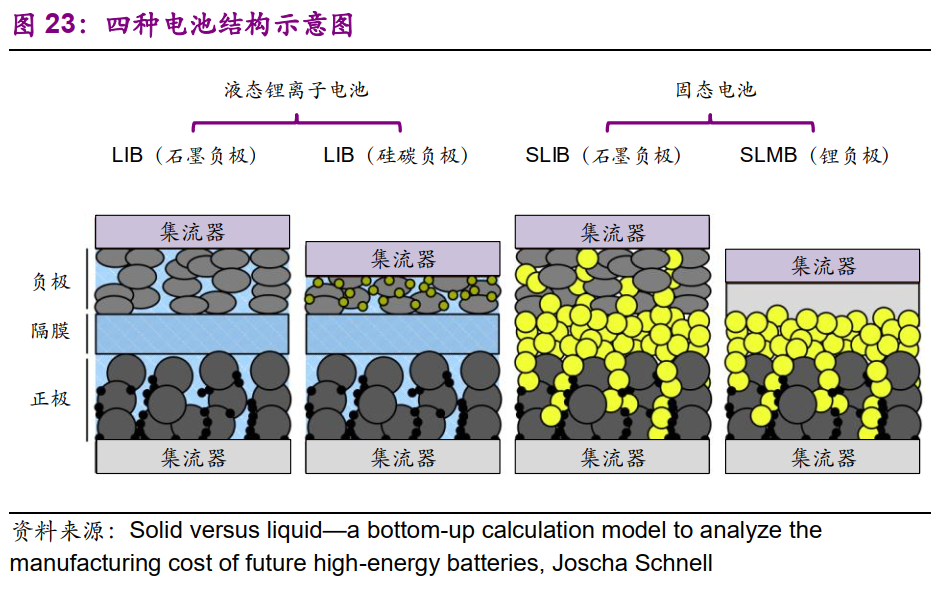 图 23：四种电池结构示意图
液态锂离子电池
固态电池
LIB（石墨负极）
LIB（硅碳负极）
SLIB（石墨负极）
SLMB（锂负极）
集流器
集流器
集流器
集流器
负极
隔膜
正极
集流器
集流器
集流器
集流器
资料来源：Solid versus liquid—a bottom-up calculation model to analyze the
manufacturing cost of future high-energy batteries, Joscha Schnell